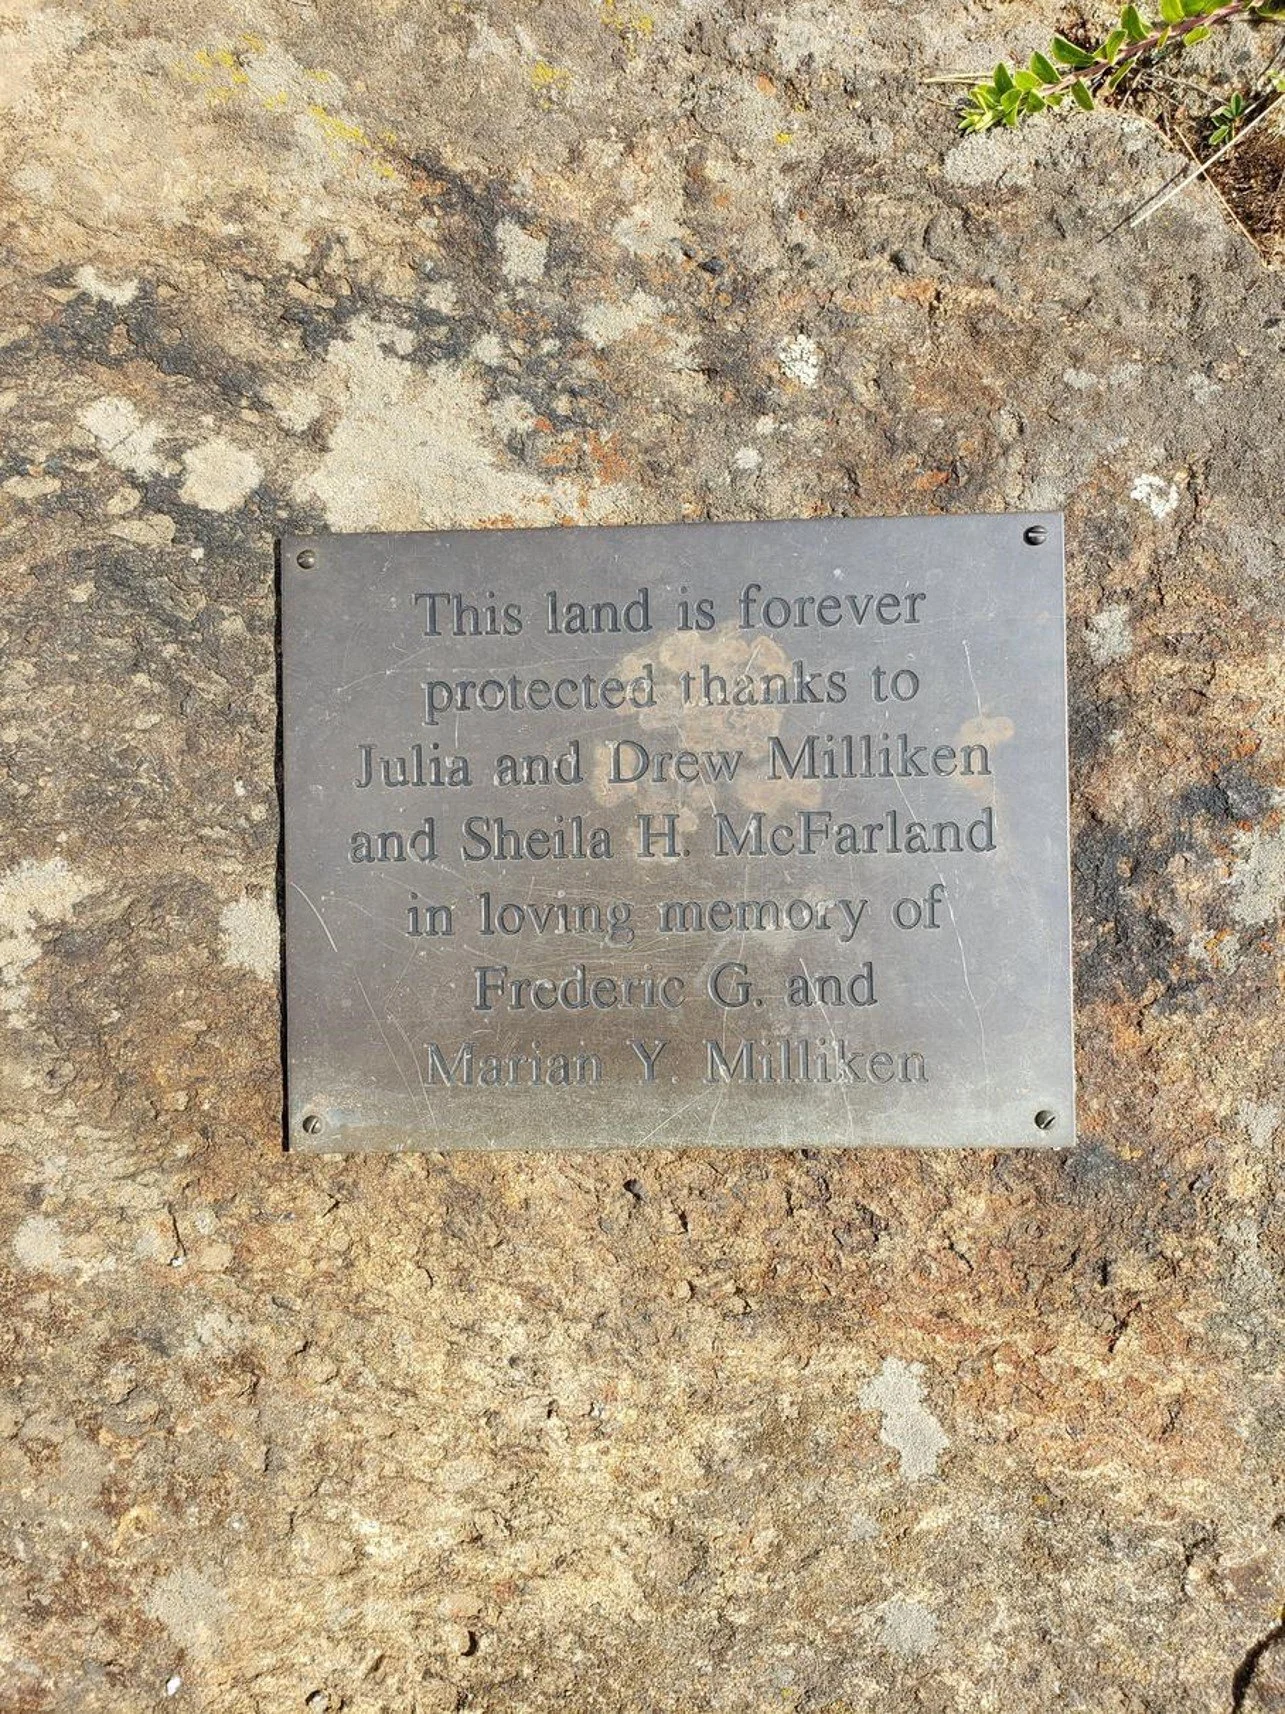 This land is forever
protected thanks to
Julia and Drew Milliken
and Sheila H. McFarland
in loving memory of
Frederic G. and
Marian Y. Milliken